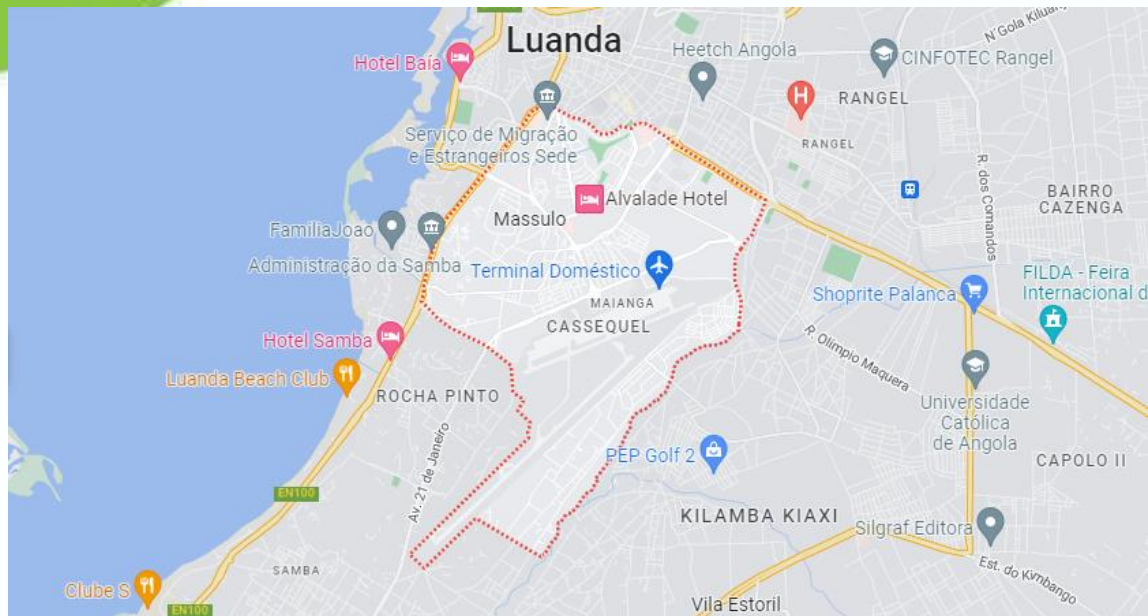 Luanda
N'Gola Kiluan
Hotel Baía
Heetch Angola
CINFOTEC Rangel
RANGEL
Serviço de Migração
e Estrangeiros Sede
RANGEL
R. dos Comandos
BAIRRO
CAZENGA
Alvalade Hotel
Massulo
FamiliaJoao
Administração da Samba
Terminal Doméstico
MAIANGA
CASSEQUEL
Shoprite Palanca
FILDA - Feira
Internacional d
Hotel Samba
R. Olimpio Maquera
Luanda Beach Club
ROCHA PINTO
Universidade
Católica
de Angola
Av. 21 de Janeiro
PEP Golf 2
CAPOLO II
EN100
KILAMBA KIAXI
Silgraf Editora
SAMBA
Est. do Kimbango
Clube S
EN100
Vila Estoril
H